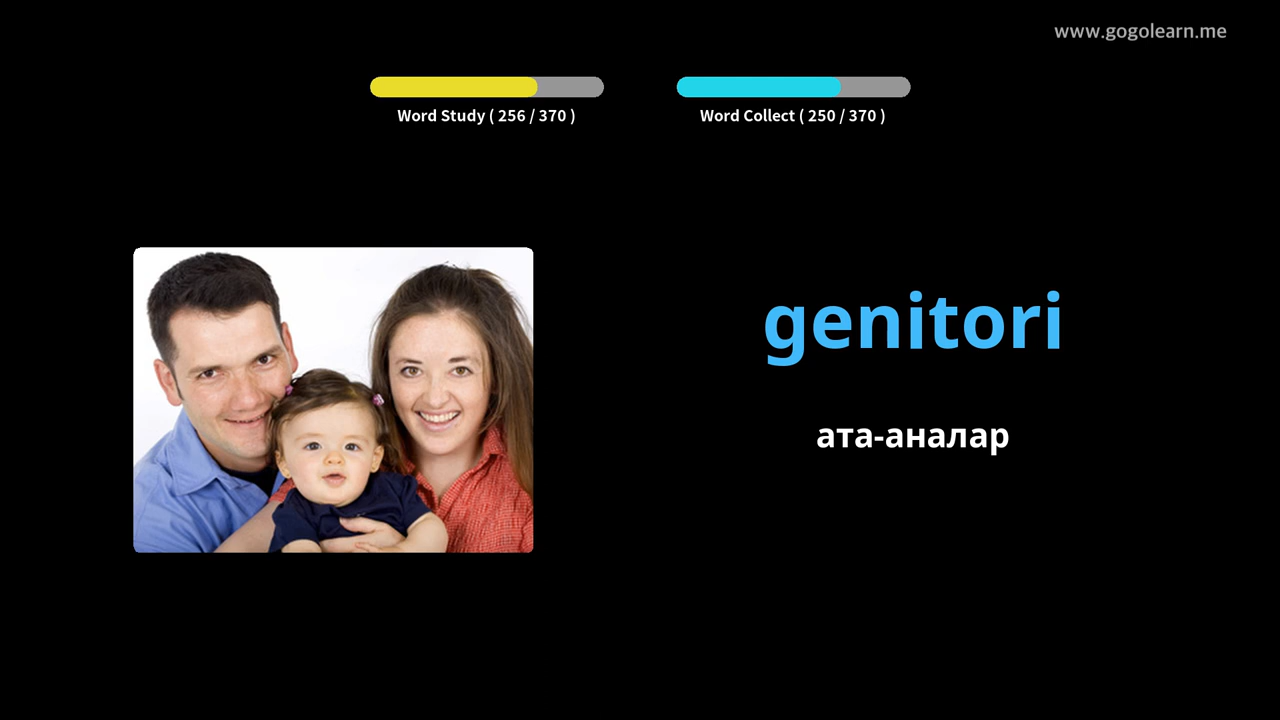 www.gogolearn.me
Word Study ( 256 / 370 )
Word Collect ( 250 / 370 )
genitori
ата-аналар